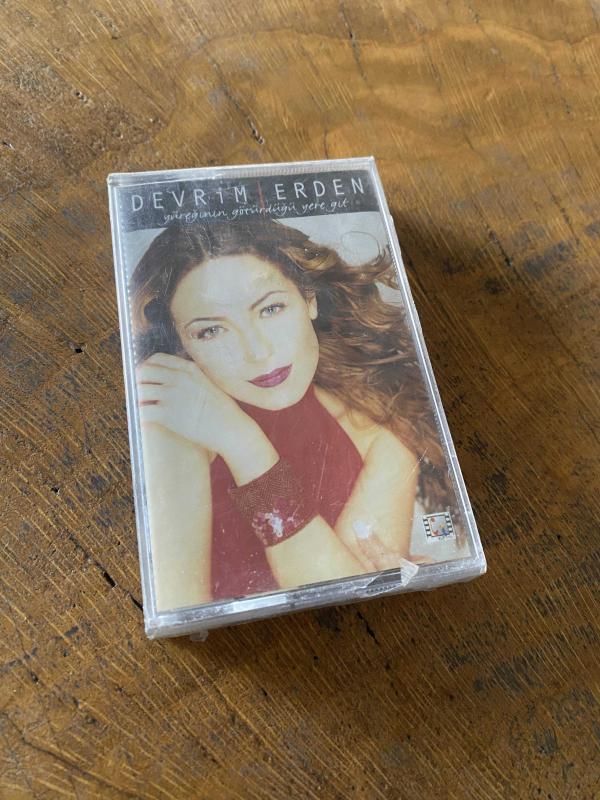 DEVRİM ERDEN
yüreğinin götürdüğü yere git